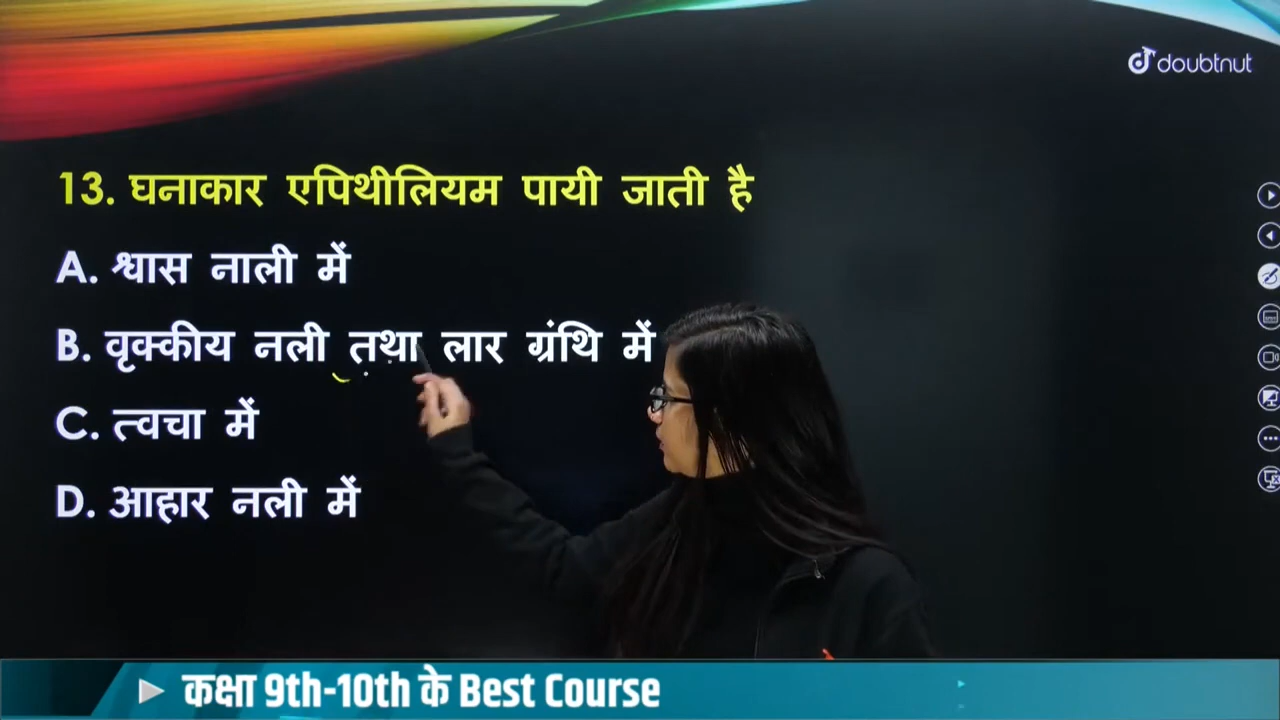 doubtnut
13. घनाकार एपिथीलियम पायी जाती है
A. श्वास नाली में
B. वृक्कीय नली तथा लार ग्रंथि में
C. त्वचा में
D. आहार नली में
कक्षा 9th-10th के Best Course